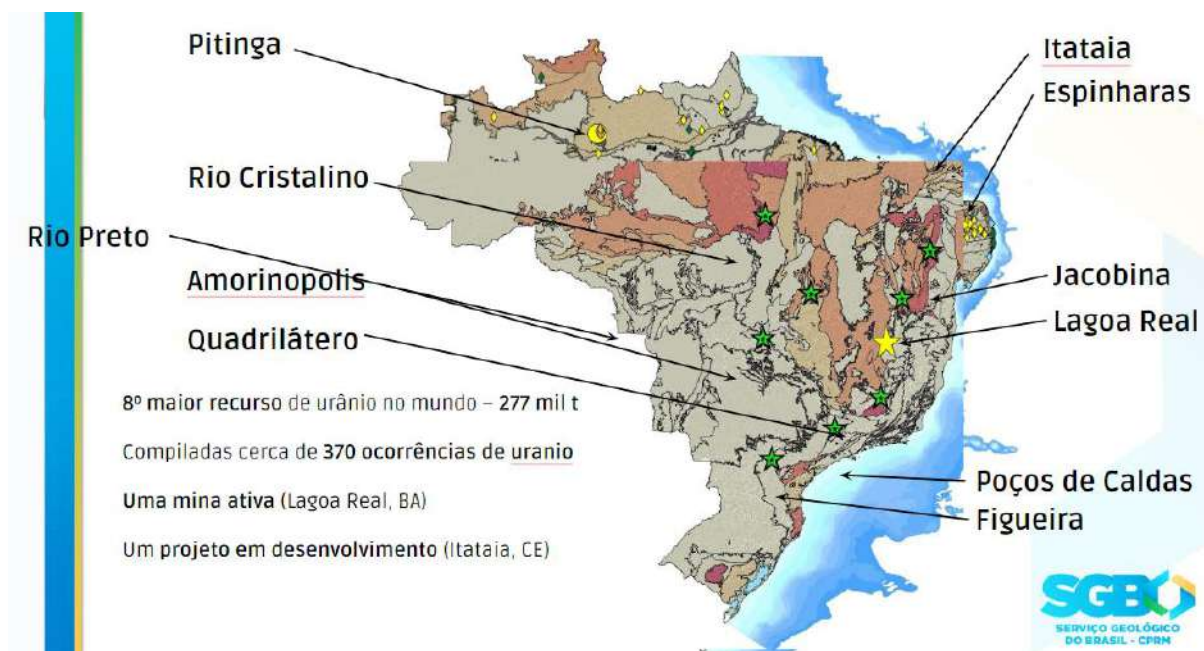 Pitinga
Itataia
Espinharas
Rio Cristalino
Rio Preto
Amorinopolis
Jacobina
Lagoa Real
Quadrilátero
8º maior recurso de urânio no mundo – 277 mil t
Compiladas cerca de 370 ocorrências de uranio
Uma mina ativa (Lagoa Real, BA)
Um projeto em desenvolvimento (Itataia, CE)
Poços de Caldas
Figueira
SGB
SERVIÇO GEOLÓGICO
DO BRASIL - CPRM